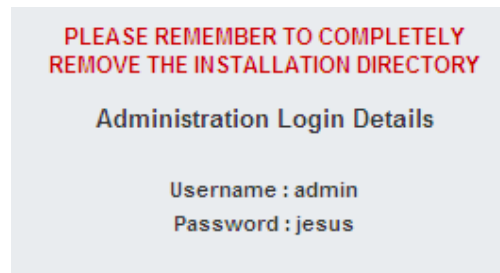 PLEASE REMEMBER TO COMPLETELY
REMOVE THE INSTALLATION DIRECTORY
Administration Login Details
Username : admin
Password : jesus